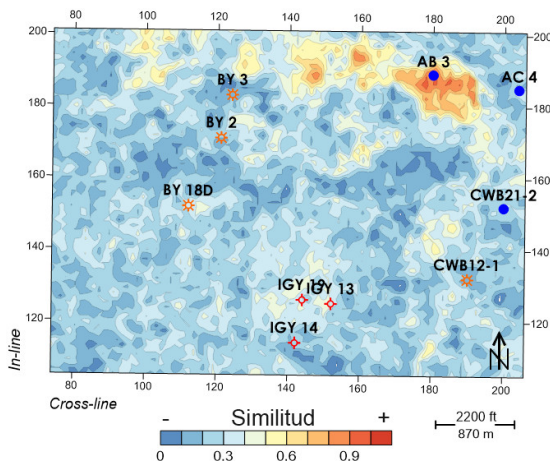 80 100 120 140 160 180 200
200
180
160
140
120
200
180
160
140
120
AB 3
BY 3
AC 4
BY 2
BY 18D
CWB21-2
CWB12-1
IGY 13
IGY 14
N
In-line
80 100 120 140 160 180 200
Cross-line
- Similitud +
0 0.3 0.6 0.9
2200 ft
870 m